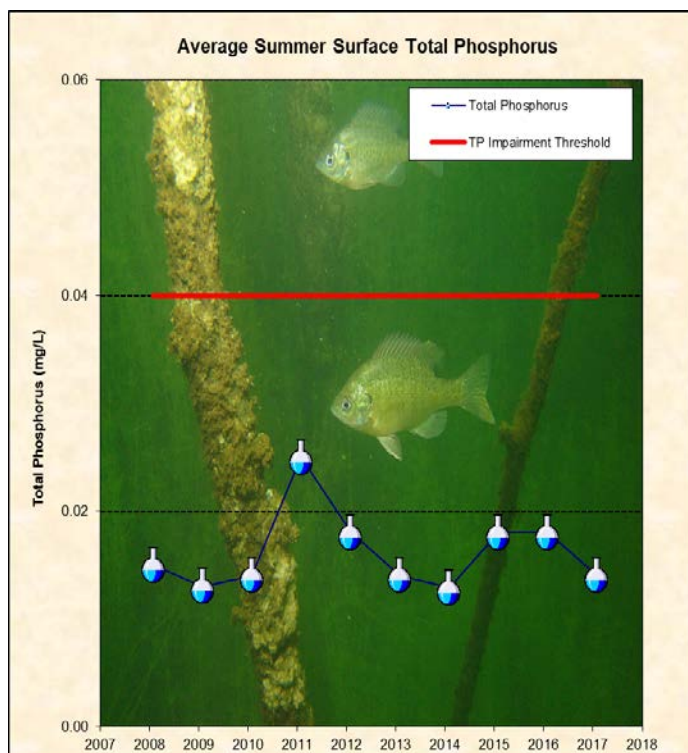 Average Summer Surface Total Phosphorus
0.06
Total Phosphorus
TP Impairment Threshold
0.04
Total Phosphorus (mg/L)
0.02
0.00
2007 2008 2009 2010 2011 2012 2013 2014 2015 2016 2017 2018